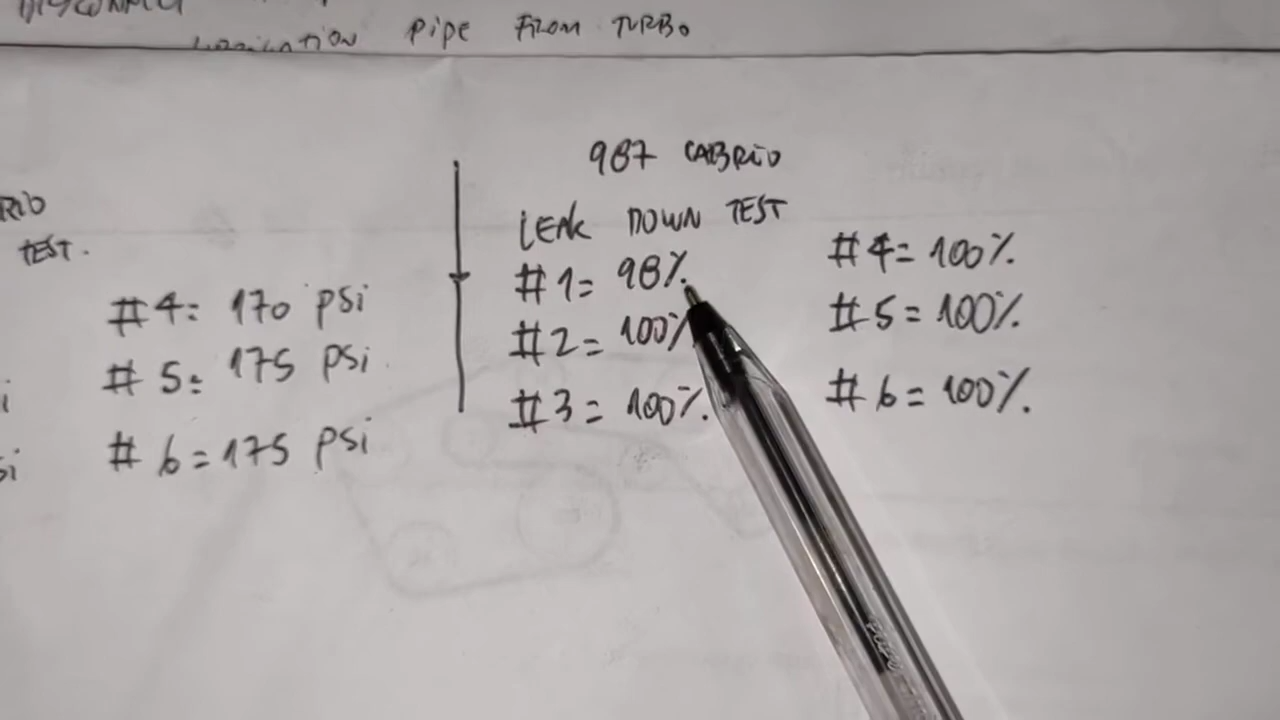 PIPE FROM TURBO
TEST.
#4= 170 psi
#5= 175 psi
#6=175 psi
987 CABRIO
LEAK DOWN TEST
#1= 98%
#2= 100%
#3= 100%
#4= 100%
#5= 100%
#6= 100%